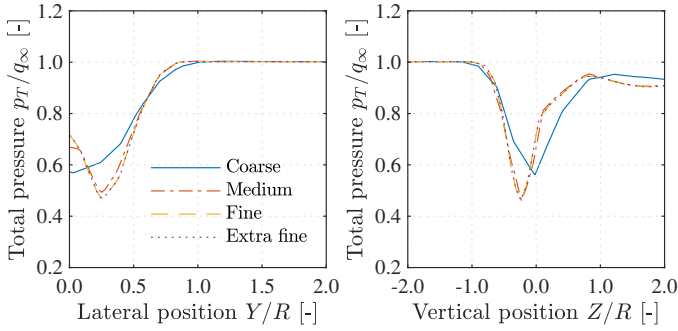 Total pressure p_T/q_∞ [-]
1.2
1.0
0.8
0.6
0.4
0.2
0.0 0.5 1.0 1.5 2.0
Lateral position Y/R [-]
Coarse
Medium
Fine
Extra fine
Total pressure p_T/q_∞ [-]
1.2
1.0
0.8
0.6
0.4
0.2
-2.0 -1.0 0.0 1.0 2.0
Vertical position Z/R [-]